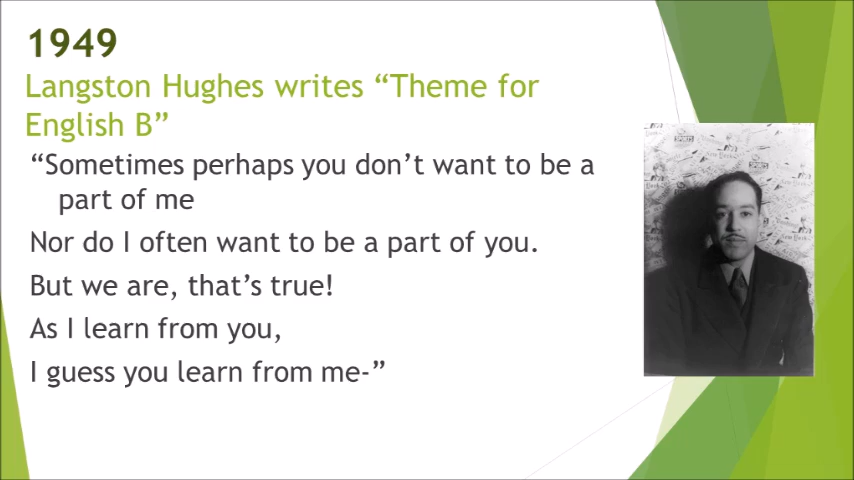 1949
Langston Hughes writes “Theme for
English B”
“Sometimes perhaps you don’t want to be a
part of me
Nor do I often want to be a part of you.
But we are, that’s true!
As I learn from you,
I guess you learn from me-”